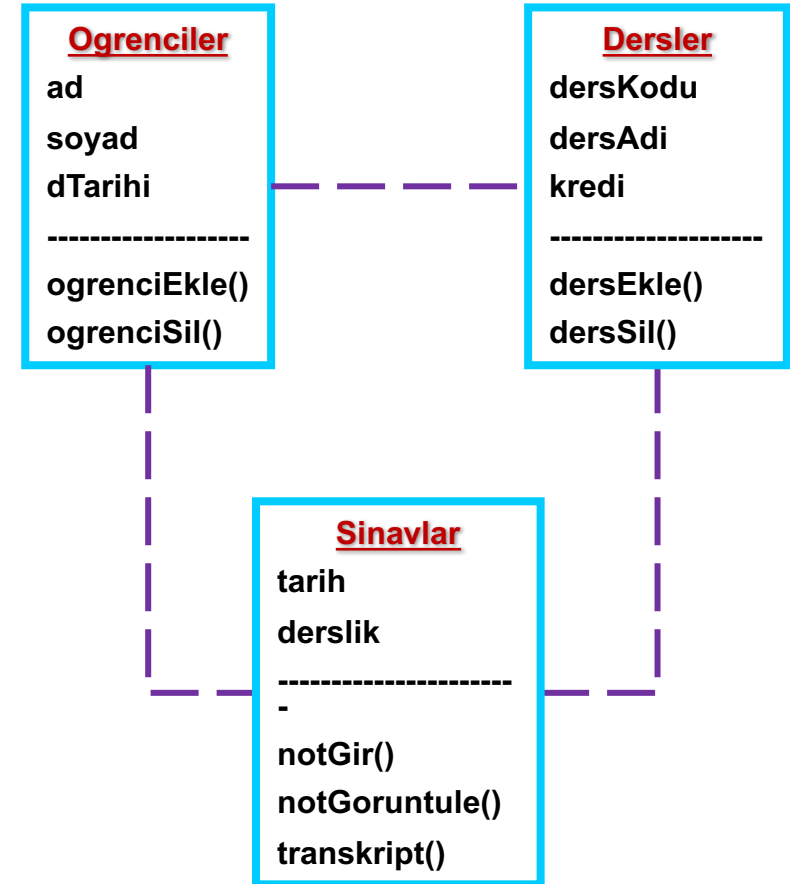 Ogrenciler
ad
soyad
dTarihi
-------------------
ogrenciEkle()
ogrenciSil()
Dersler
dersKodu
dersAdi
kredi
--------------------
dersEkle()
dersSil()
Sinavlar
tarih
derslik
----------------------
-
notGir()
notGoruntule()
transkript()